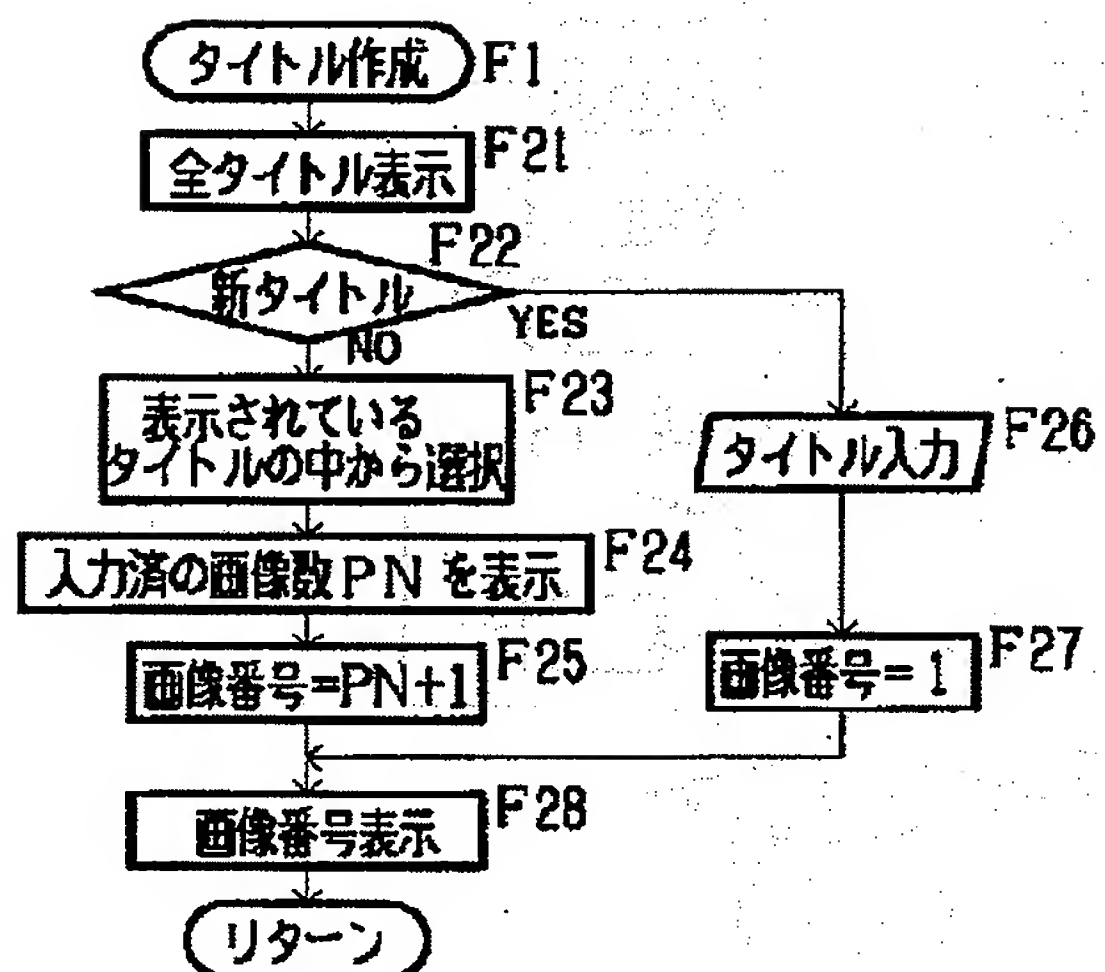 タイトル作成 F1
全タイトル表示 F21
新タイトル F22
YES
NO
表示されている F23
タイトルの中から選択
タイトル入力 F26
入力済の画像数PN を表示 F24
画像番号=PN+1 F25
画像番号=1 F27
画像番号表示 F28
リターン